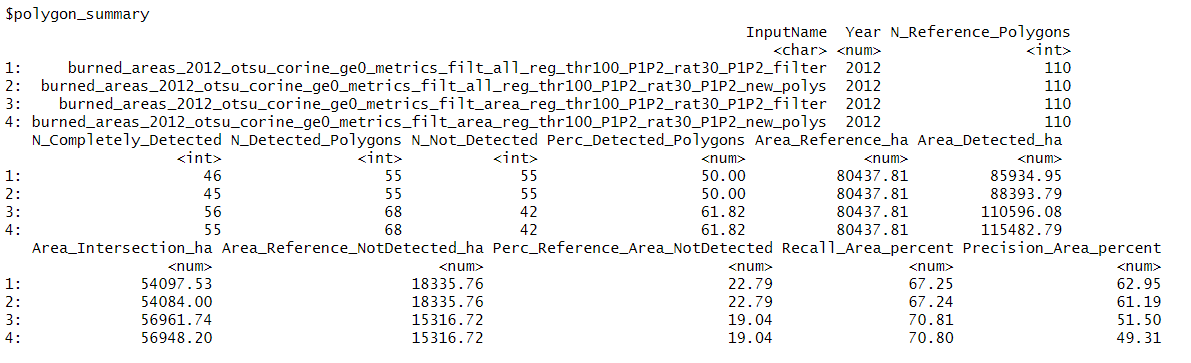 $polygon_summary
InputName Year N_Reference_Polygons
<char> <num> <int>
1: burned_areas_2012_otsu_corine_ge0_metrics_filt_all_reg_thr100_P1P2_rat30_P1P2_filter 2012 110
2: burned_areas_2012_otsu_corine_ge0_metrics_filt_all_reg_thr100_P1P2_rat30_P1P2_new_polys 2012 110
3: burned_areas_2012_otsu_corine_ge0_metrics_filt_area_reg_thr100_P1P2_rat30_P1P2_filter 2012 110
4: burned_areas_2012_otsu_corine_ge0_metrics_filt_area_reg_thr100_P1P2_rat30_P1P2_new_polys 2012 110
N_Completely_Detected N_Detected_Polygons N_Not_Detected Perc_Detected_Polygons Area_Reference_ha Area_Detected_ha
<int> <int> <int> <num> <num> <num>
1: 46 55 55 50.00 80437.81 85934.95
2: 45 55 55 50.00 80437.81 88393.79
3: 56 68 42 61.82 80437.81 110596.08
4: 55 68 42 61.82 80437.81 115482.79
Area_Intersection_ha Area_Reference_NotDetected_ha Perc_Reference_Area_NotDetected Recall_Area_percent Precision_Area_percent
<num> <num> <num> <num> <num>
1: 54097.53 18335.76 22.79 67.25 62.95
2: 54084.00 18335.76 22.79 67.24 61.19
3: 56961.74 15316.72 19.04 70.81 51.50
4: 56948.20 15316.72 19.04 70.80 49.31